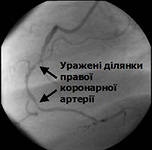 Уражені ділянки
правої
коронарної
артерії